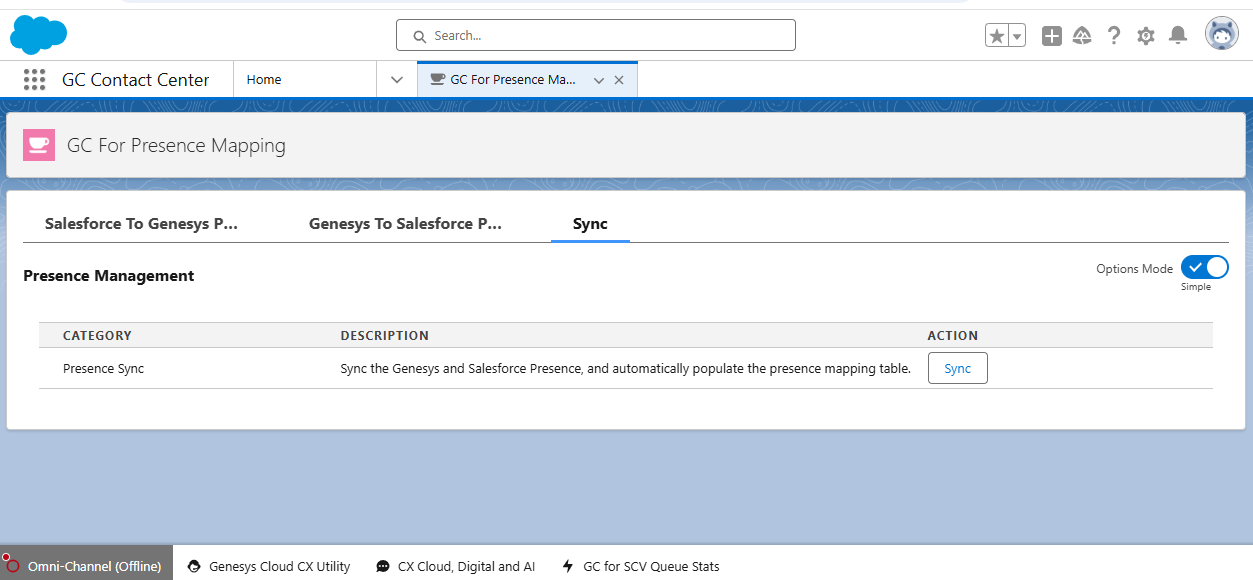 Search...
GC Contact Center
Home
GC For Presence Ma...
GC For Presence Mapping
Salesforce To Genesys P...
Genesys To Salesforce P...
Sync
Presence Management
Options Mode
Simple
CATEGORY DESCRIPTION ACTION
Presence Sync Sync the Genesys and Salesforce Presence, and automatically populate the presence mapping table. Sync
Omni-Channel (Offline)
Genesys Cloud CX Utility
CX Cloud, Digital and AI
GC for SCV Queue Stats